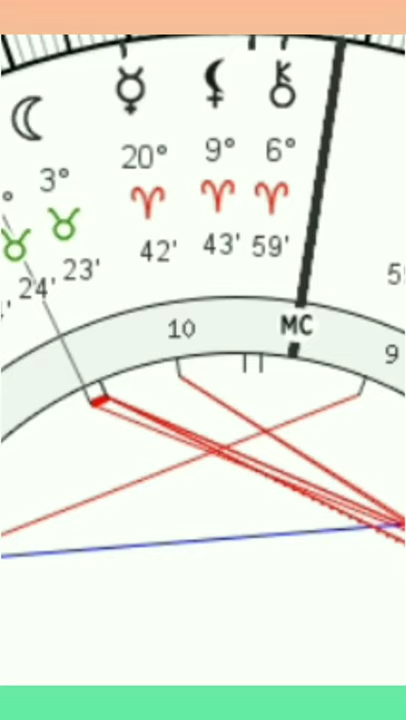 ☾ ☿ ⚸ ⚷
3° 20° 9° 6°
♉ ♉ ♈ ♈ ♈
24' 23' 42' 43' 59'
10 MC 9